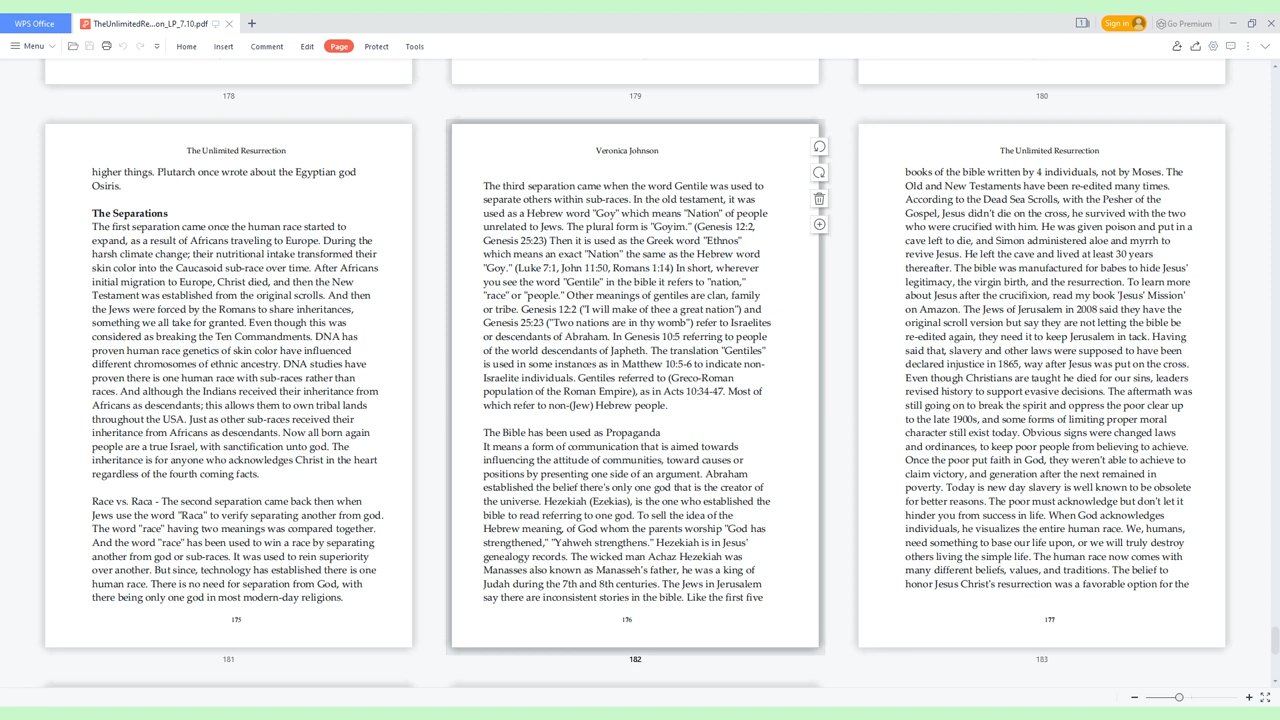 WPS Office
TheUnlimitedRe...on_LP_7.10.pdf
1
Sign in
Go Premium
Menu
Home
Insert
Comment
Edit
Page
Protect
Tools
178
179
180
The Unlimited Resurrection
higher things. Plutarch once wrote about the Egyptian god
Osiris.
The Separations
The first separation came once the human race started to
expand, as a result of Africans traveling to Europe. During the
harsh climate change; their nutritional intake transformed their
skin color into the Caucasoid sub-race over time. After Africans
initial migration to Europe, Christ died, and then the New
Testament was established from the original scrolls. And then
the Jews were forced by the Romans to share inheritances,
something we all take for granted. Even though this was
considered as breaking the Ten Commandments. DNA has
proven human race genetics of skin color have influenced
different chromosomes of ethnic ancestry. DNA studies have
proven there is one human race with sub-races rather than
races. And although the Indians received their inheritance from
Africans as descendants; this allows them to own tribal lands
throughout the USA. Just as other sub-races received their
inheritance from Africans as descendants. Now all born again
people are a true Israel, with sanctification unto god. The
inheritance is for anyone who acknowledges Christ in the heart
regardless of the fourth coming facts.
Race vs. Raca - The second separation came back then when
Jews use the word "Raca" to verify separating another from god.
The word "race" having two meanings was compared together.
And the word "race" has been used to win a race by separating
another from god or sub-races. It was used to rein superiority
over another. But since, technology has established there is one
human race. There is no need for separation from God, with
there being only one god in most modern-day religions.
175
181
Veronica Johnson
The third separation came when the word Gentile was used to
separate others within sub-races. In the old testament, it was
used as a Hebrew word "Goy" which means "Nation" of people
unrelated to Jews. The plural form is "Goyim." (Genesis 12:2,
Genesis 25:23) Then it is used as the Greek word "Ethnos"
which means an exact "Nation" the same as the Hebrew word
"Goy." (Luke 7:1, John 11:50, Romans 1:14) In short, wherever
you see the word "Gentile" in the bible it refers to "nation,"
"race" or "people." Other meanings of gentiles are clan, family
or tribe. Genesis 12:2 ("I will make of thee a great nation") and
Genesis 25:23 ("Two nations are in thy womb") refer to Israelites
or descendants of Abraham. In Genesis 10:5 referring to people
of the world descendants of Japheth. The translation "Gentiles"
is used in some instances as in Matthew 10:5-6 to indicate non-
Israelite individuals. Gentiles referred to (Greco-Roman
population of the Roman Empire), as in Acts 10:34-47. Most of
which refer to non-(Jew) Hebrew people.
The Bible has been used as Propaganda
It means a form of communication that is aimed towards
influencing the attitude of communities, toward causes or
positions by presenting one side of an argument. Abraham
established the belief there's only one god that is the creator of
the universe. Hezekiah (Ezekias), is the one who established the
bible to read referring to one god. To sell the idea of the
Hebrew meaning, of God whom the parents worship "God has
strengthened," "Yahweh strengthens." Hezekiah is in Jesus'
genealogy records. The wicked man Achaz Hezekiah was
Manasses also known as Manasseh's father, he was a king of
Judah during the 7th and 8th centuries. The Jews in Jerusalem
say there are inconsistent stories in the bible. Like the first five
176
182
The Unlimited Resurrection
books of the bible written by 4 individuals, not by Moses. The
Old and New Testaments have been re-edited many times.
According to the Dead Sea Scrolls, with the Pesher of the
Gospel, Jesus didn't die on the cross, he survived with the two
who were crucified with him. He was given poison and put in a
cave left to die, and Simon administered aloe and myrrh to
revive Jesus. He left the cave and lived at least 30 years
thereafter. The bible was manufactured for babes to hide Jesus'
legitimacy, the virgin birth, and the resurrection. To learn more
about Jesus after the crucifixion, read my book 'Jesus' Mission'
on Amazon. The Jews of Jerusalem in 2008 said they have the
original scroll version but say they are not letting the bible be
re-edited again, they need it to keep Jerusalem in tack. Having
said that, slavery and other laws were supposed to have been
declared injustice in 1865, way after Jesus was put on the cross.
Even though Christians are taught he died for our sins, leaders
revised history to support evasive decisions. The aftermath was
still going on to break the spirit and oppress the poor clear up
to the late 1900s, and some forms of limiting proper moral
character still exist today. Obvious signs were changed laws
and ordinances, to keep poor people from believing to achieve.
Once the poor put faith in God, they weren't able to achieve to
claim victory, and generation after the next remained in
poverty. Today is new day slavery is well known to be obsolete
for better reasons. The poor must acknowledge but don't let it
hinder you from success in life. When God acknowledges
individuals, he visualizes the entire human race. We, humans,
need something to base our life upon, or we will truly destroy
others living the simple life. The human race now comes with
many different beliefs, values, and traditions. The belief to
honor Jesus Christ's resurrection was a favorable option for the
177
183